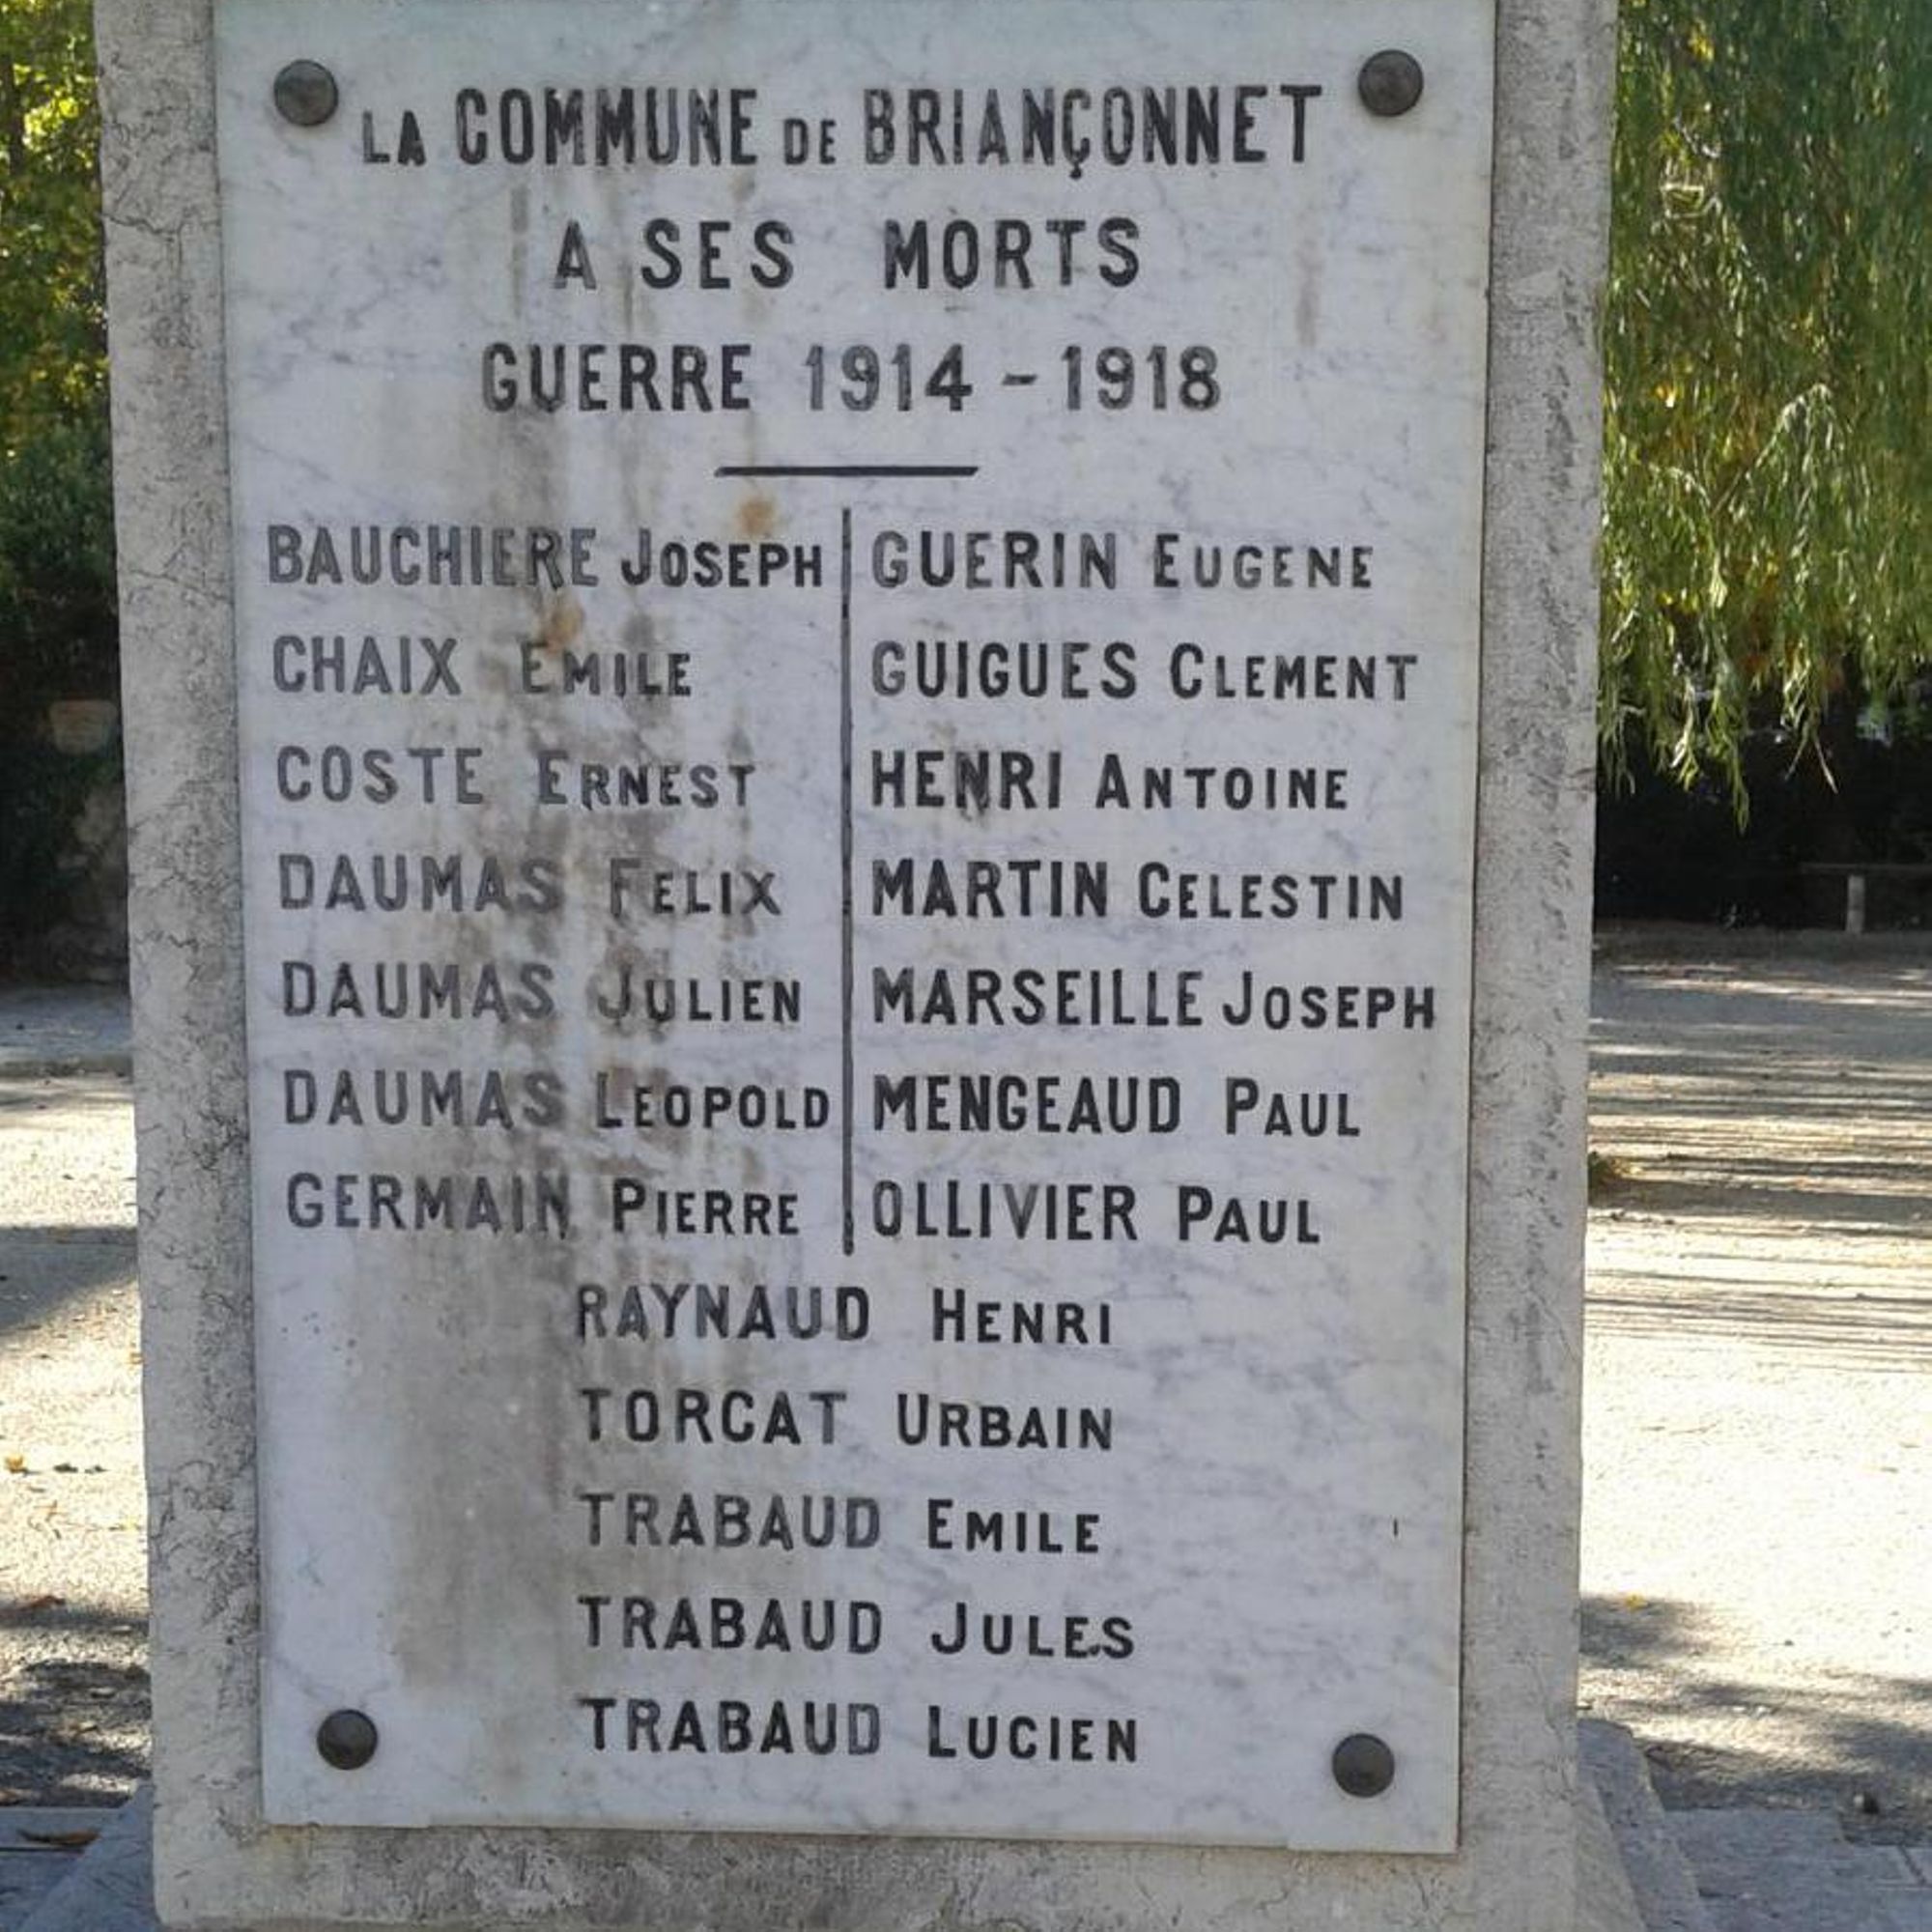 LA COMMUNE DE BRIANÇONNET
A SES MORTS
GUERRE 1914 - 1918
BAUCHIERE JOSEPH
CHAIX EMILE
COSTE ERNEST
DAUMAS FELIX
DAUMAS JULIEN
DAUMAS LEOPOLD
GERMAIN PIERRE
GUERIN EUGENE
GUIGUES CLEMENT
HENRI ANTOINE
MARTIN CELESTIN
MARSEILLE JOSEPH
MENGEAUD PAUL
OLLIVIER PAUL
RAYNAUD HENRI
TORCAT URBAIN
TRABAUD EMILE
TRABAUD JULES
TRABAUD LUCIEN